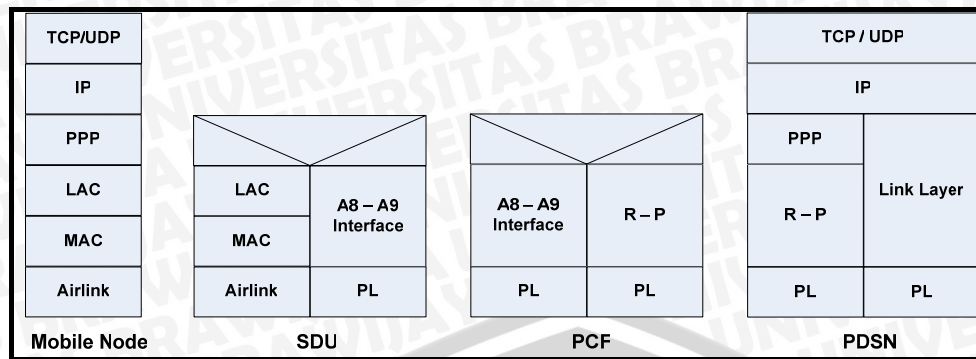 TCP/UDP
IP
PPP
LAC
MAC
Airlink
Mobile Node
LAC
MAC
Airlink
A8 – A9
Interface
PL
SDU
A8 – A9
Interface
PL
R – P
PL
PCF
TCP / UDP
IP
PPP
R – P
PL
Link Layer
PL
PDSN